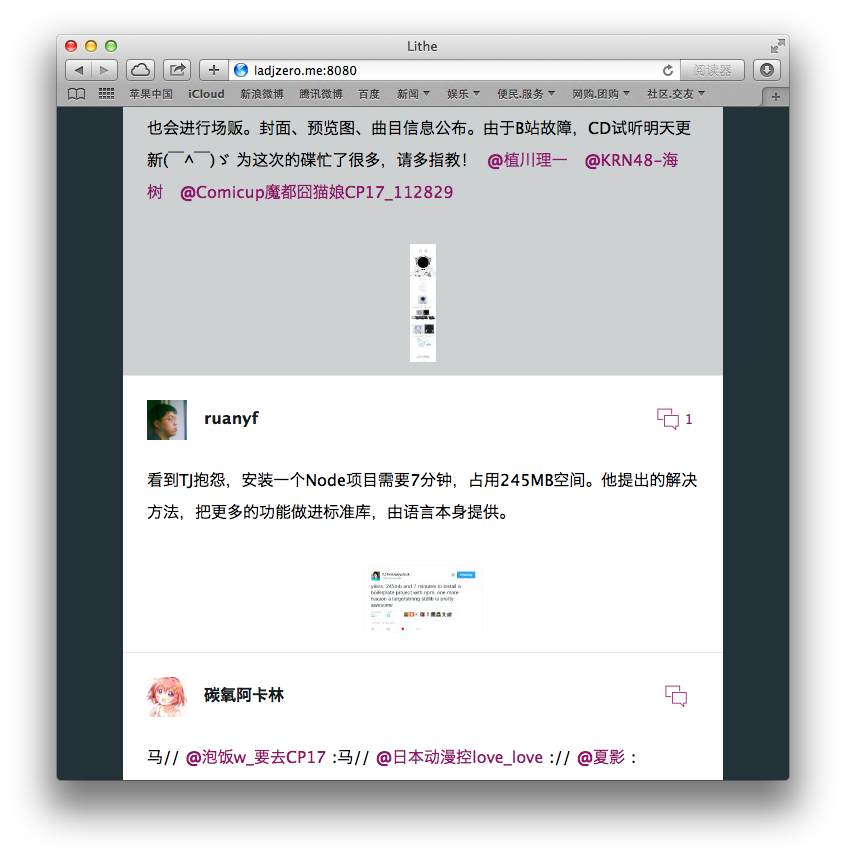 Lithe
ladjzero.me:8080
阅读器
苹果中国 iCloud 新浪微博 腾讯微博 百度 新闻 娱乐 便民.服务 网购.团购 社区.交友
也会进行场贩。封面、预览图、曲目信息公布。由于B站故障，CD试听明天更
新(￣^￣)ゞ 为这次的碟忙了很多，请多指教！ @植川理一 @KRN48-海
树 @Comicup魔都囧猫娘CP17_112829
ruanyf
1
看到TJ抱怨，安装一个Node项目需要7分钟，占用245MB空间。他提出的解决
方法，把更多的功能做进标准库，由语言本身提供。
yikes, 245mb and 7 minutes to install a
boilerplate project with npm, one more
reason a large/strong stdlib is pretty
awesome
碳氧阿卡林
马// @泡饭w_要去CP17 :马// @日本动漫控love_love :// @夏影 :